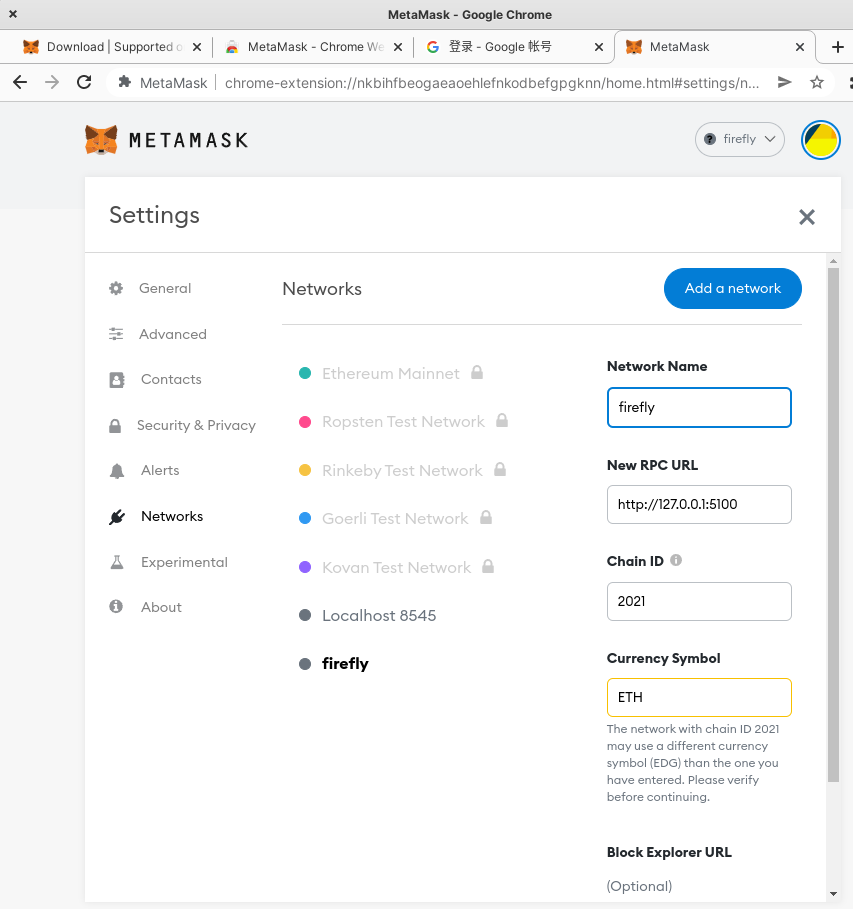 MetaMask - Google Chrome
Download | Supported o
MetaMask - Chrome We
登录 - Google 帐号
MetaMask
MetaMask | chrome-extension://nkbihfbeogaeaoehlefnkodbefgpgknn/home.html#settings/n...
METAMASK
firefly
Settings
General
Advanced
Contacts
Security & Privacy
Alerts
Networks
Experimental
About
Networks
Add a network
Ethereum Mainnet
Ropsten Test Network
Rinkeby Test Network
Goerli Test Network
Kovan Test Network
Localhost 8545
firefly
Network Name
firefly
New RPC URL
http://127.0.0.1:5100
Chain ID
2021
Currency Symbol
ETH
The network with chain ID 2021
may use a different currency
symbol (EDG) than the one you
have entered. Please verify
before continuing.
Block Explorer URL
(Optional)